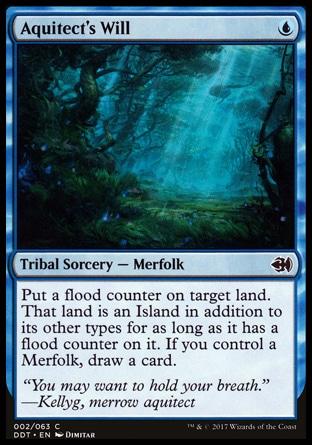 Aquitect's Will
Tribal Sorcery — Merfolk
Put a flood counter on target land.
That land is an Island in addition to
its other types for as long as it has a
flood counter on it. If you control a
Merfolk, draw a card.
“You may want to hold your breath.”
—Kellyg, merrow aquitect
002/063 C
DDT • EN Dimitar
™ & © 2017 Wizards of the Coast